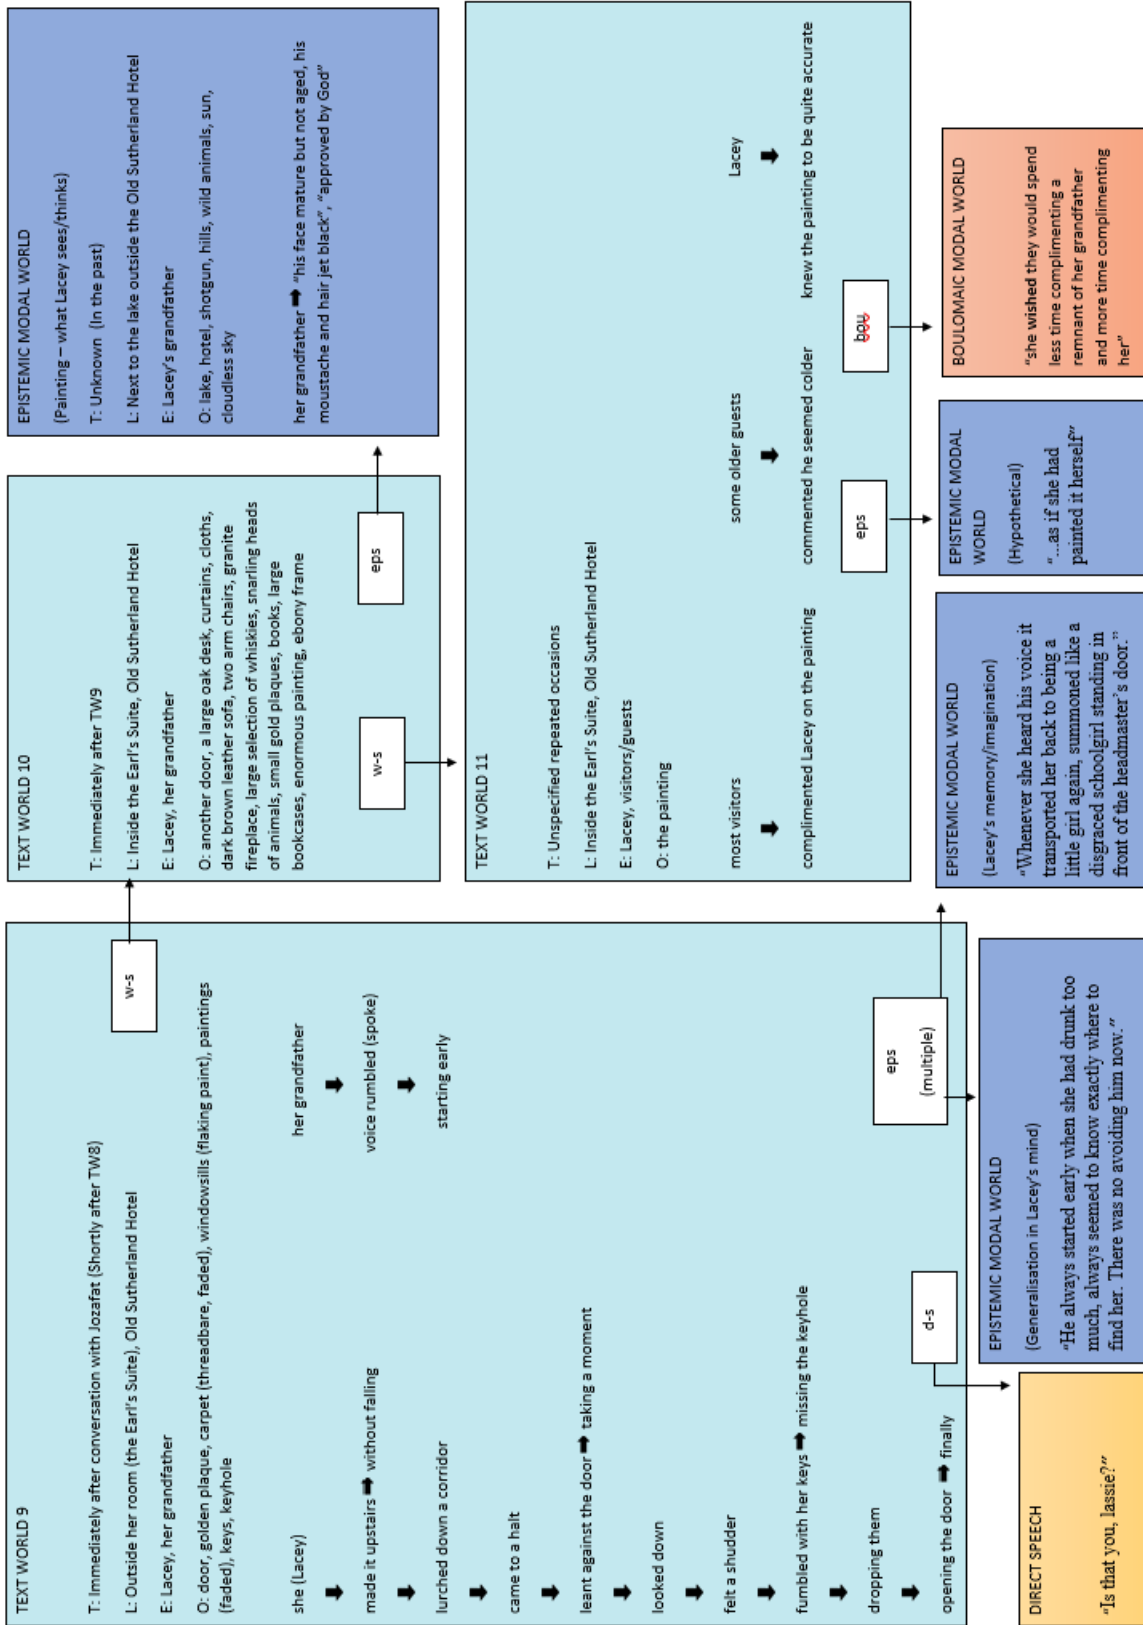 TEXT WORLD 9
T: Immediately after conversation with Jozafat (Shortly after TW8)
L: Outside her room (the Earl's Suite), Old Sutherland Hotel
E: Lacey, her grandfather
O: door, golden plaque, carpet (threadbare, faded), windowsills (flaking paint), paintings
(faded), keys, keyhole
she (Lacey)
made it upstairs ➡ without falling
lurched down a corridor
came to a halt
leant against the door ➡ taking a moment
looked down
felt a shudder
fumbled with her keys ➡ missing the keyhole
dropping them
opening the door ➡ finally
her grandfather
voice rumbled (spoke)
starting early
w-s
d-s
eps
(multiple)
DIRECT SPEECH
"Is that you, lassie?"
EPISTEMIC MODAL WORLD
(Generalisation in Lacey's mind)
"He always started early when she had drunk too
much, always seemed to know exactly where to
find her. There was no avoiding him now."
EPISTEMIC MODAL WORLD
(Lacey's memory/imagination)
"Whenever she heard his voice it
transported her back to being a
little girl again, summoned like a
disgraced schoolgirl standing in
front of the headmaster's door."
TEXT WORLD 10
T: Immediately after TW9
L: Inside the Earl's Suite, Old Sutherland Hotel
E: Lacey, her grandfather
O: another door, a large oak desk, curtains, cloths,
dark brown leather sofa, two arm chairs, granite
fireplace, large selection of whiskies, snarling heads
of animals, small gold plaques, books, large
bookcases, enormous painting, ebony frame
w-s
eps
EPISTEMIC MODAL WORLD
(Painting – what Lacey sees/thinks)
T: Unknown (In the past)
L: Next to the lake outside the Old Sutherland Hotel
E: Lacey's grandfather
O: lake, hotel, shotgun, hills, wild animals, sun,
cloudless sky
her grandfather ➡ "his face mature but not aged, his
moustache and hair jet black", "approved by God"
TEXT WORLD 11
T: Unspecified repeated occasions
L: Inside the Earl's Suite, Old Sutherland Hotel
E: Lacey, visitors/guests
O: the painting
most visitors
complimented Lacey on the painting
some older guests
commented he seemed colder
Lacey
knew the painting to be quite accurate
eps
bou
EPISTEMIC MODAL
WORLD
(Hypothetical)
"...as if she had
painted it herself"
BOULOMAIC MODAL WORLD
"she wished they would spend
less time complimenting a
remnant of her grandfather
and more time complimenting
her"